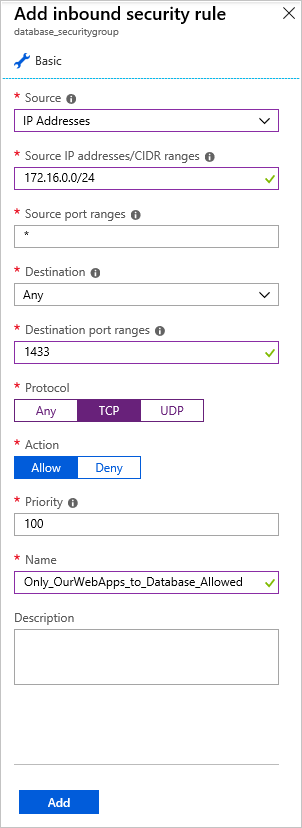 Add inbound security rule
database_securitygroup
Basic
* Source
IP Addresses
* Source IP addresses/CIDR ranges
172.16.0.0/24
* Source port ranges
*
* Destination
Any
* Destination port ranges
1433
* Protocol
Any TCP UDP
* Action
Allow Deny
* Priority
100
* Name
Only_OurWebApps_to_Database_Allowed
Description
Add